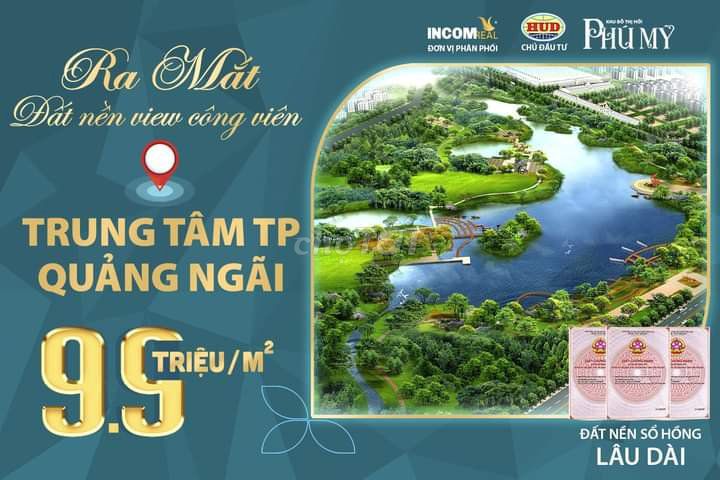 INCOMREAL
ĐƠN VỊ PHÂN PHỐI
HUD
CHỦ ĐẦU TƯ
KHU ĐÔ THỊ MỚI
PHÚ MỸ
Ra Mắt
Đất nền view công viên
TRUNG TÂM TP
QUẢNG NGÃI
9.5 TRIỆU/M²
ĐẤT NỀN SỔ HỒNG
LÂU DÀI